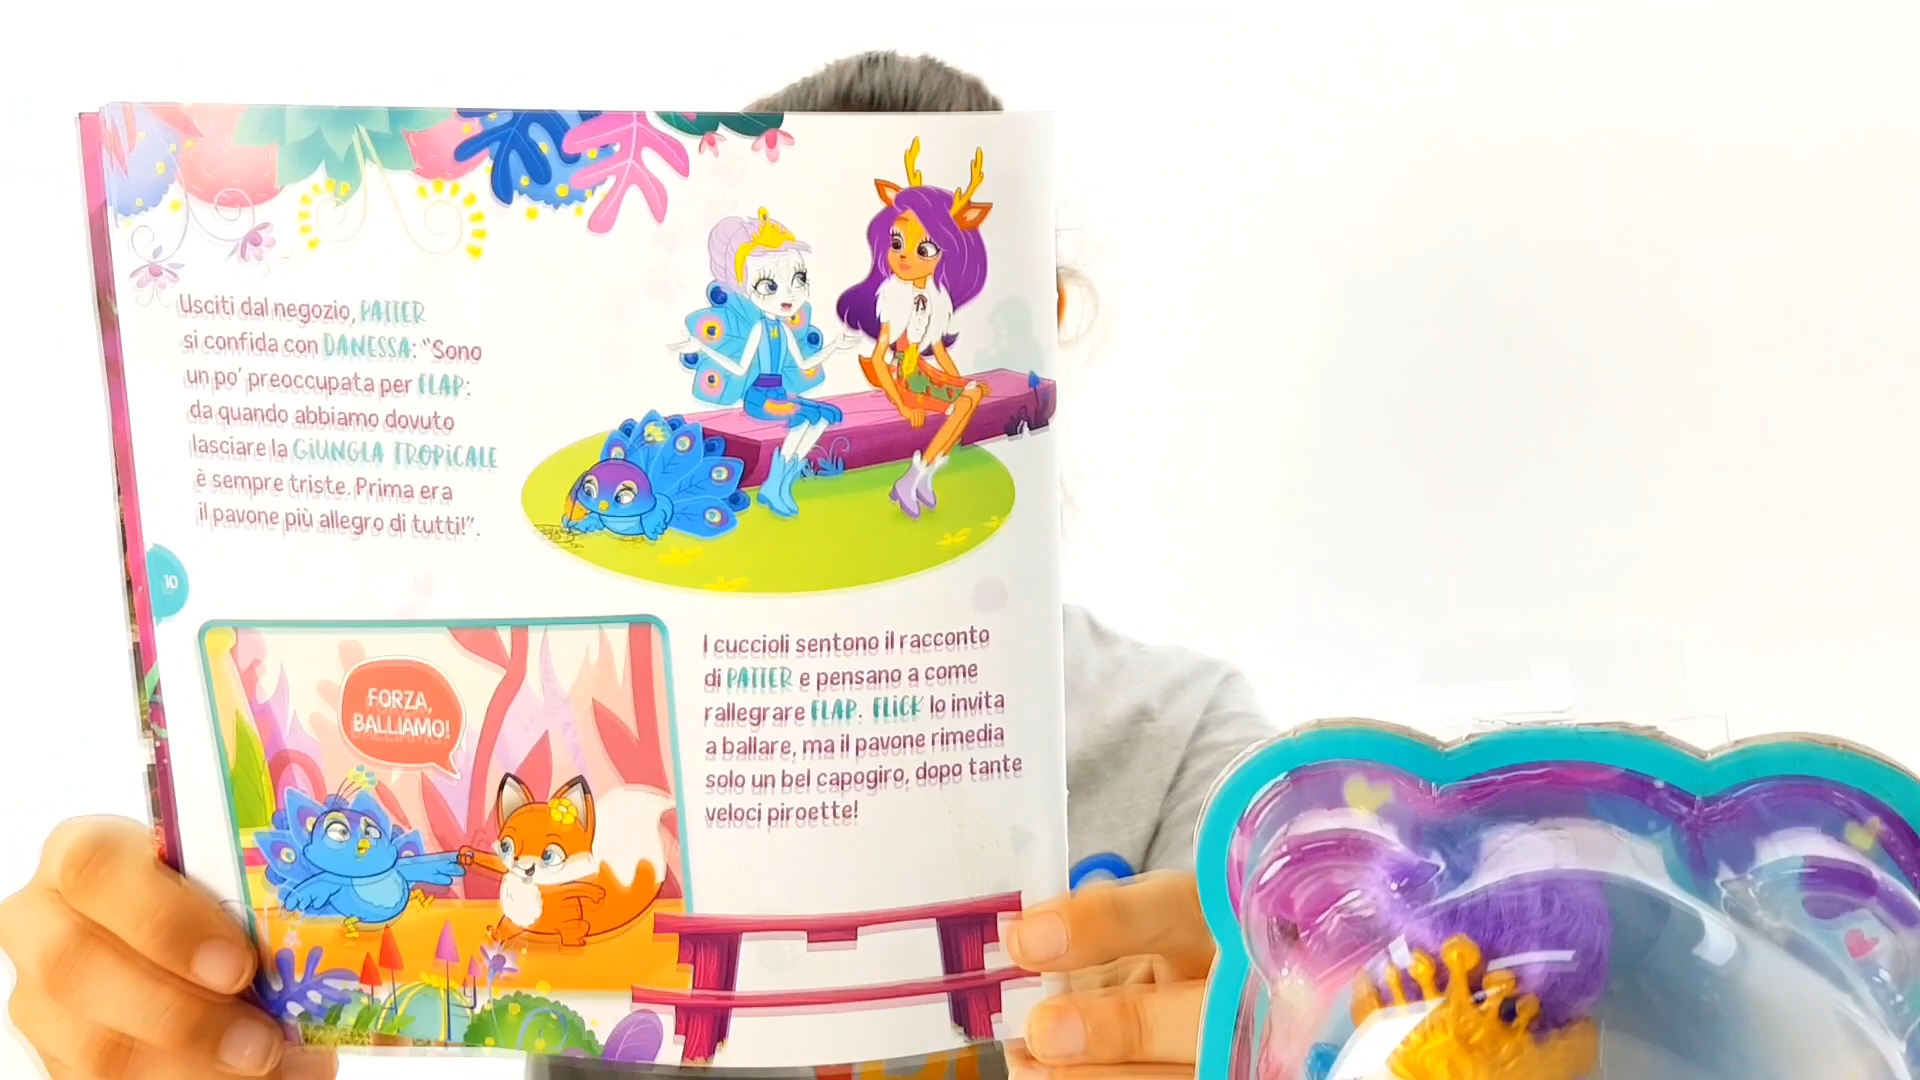 Usciti dal negozio, PATTER
si confida con DANESSA: “Sono
un po’ preoccupata per FLAP:
da quando abbiamo dovuto
lasciare la GIUNGLA TROPICALE
è sempre triste. Prima era
il pavone più allegro di tutti!”.
10
FORZA,
BALLIAMO!
I cuccioli sentono il racconto
di PATTER e pensano a come
rallegrare FLAP. FLICK lo invita
a ballare, ma il pavone rimedia
solo un bel capogiro, dopo tante
veloci piroette!